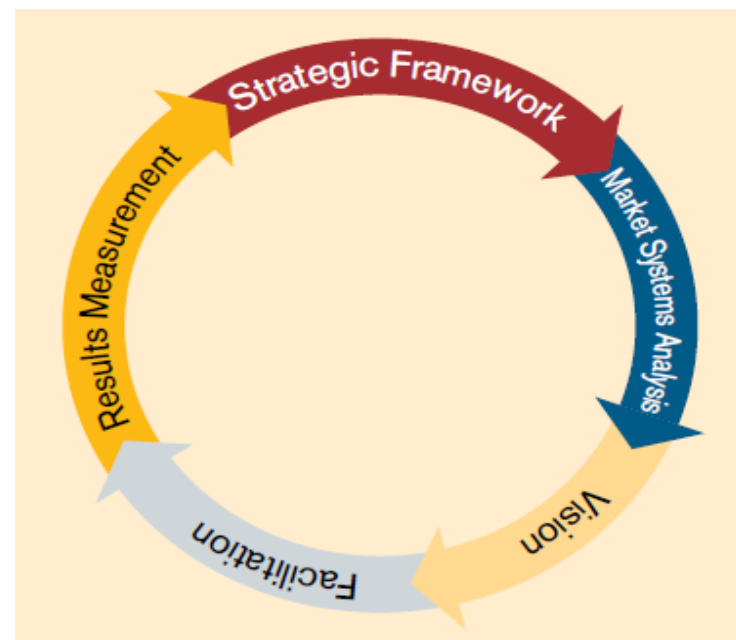 Strategic Framework
Market Systems Analysis
Vision
Facilitation
Results Measurement